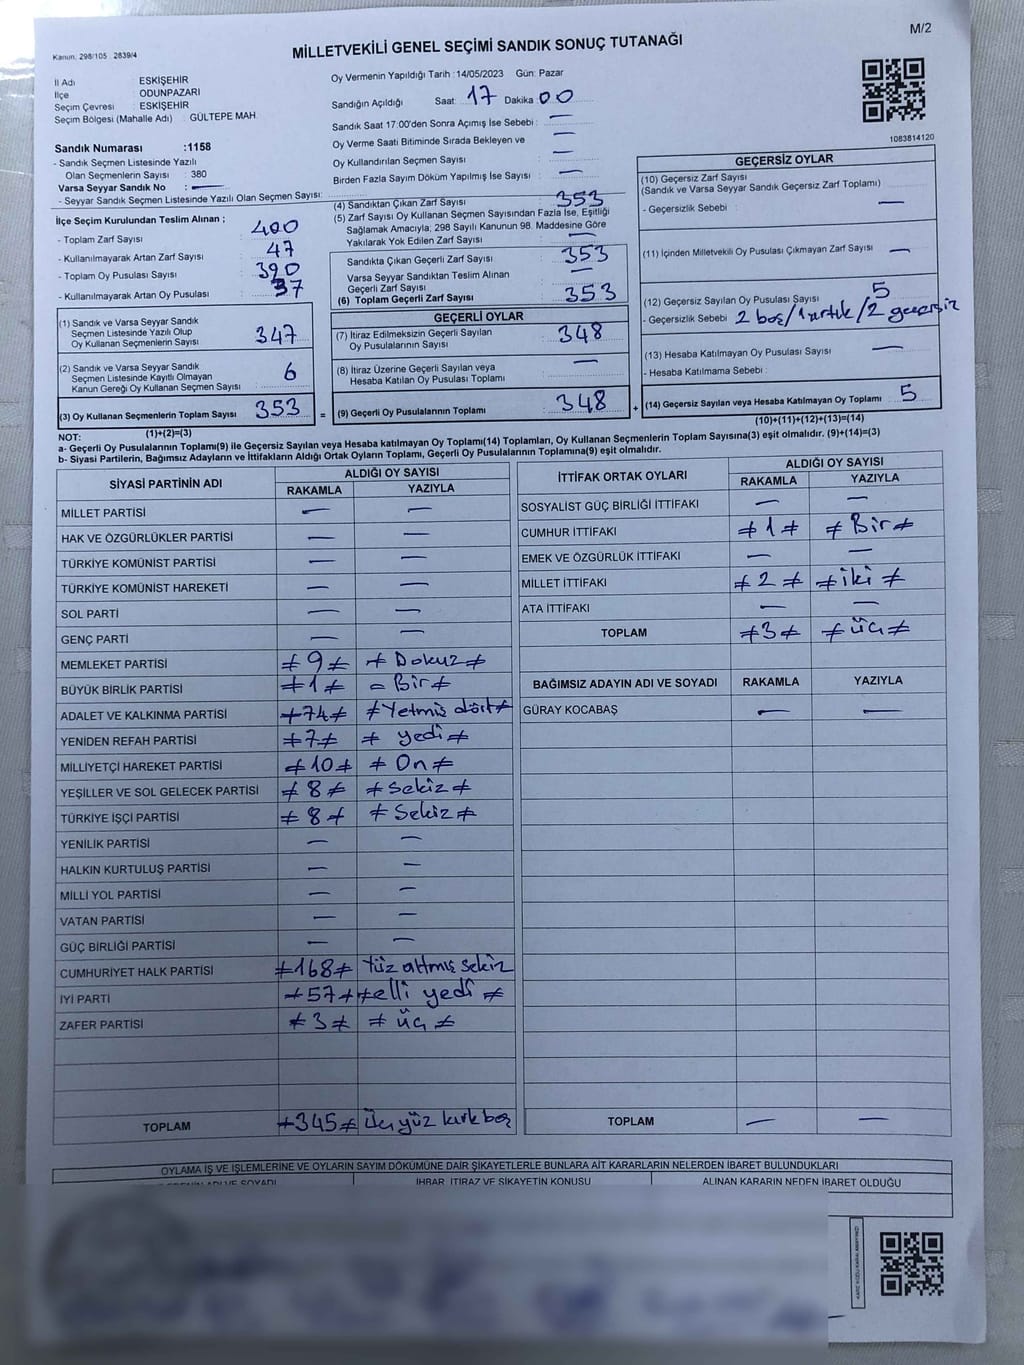 Kanun: 298/105 2839/4
M/2
MİLLETVEKİLİ GENEL SEÇİMİ SANDIK SONUÇ TUTANAĞI
İl Adı : ESKİŞEHİR
İlçe : ODUNPAZARI
Seçim Çevresi : ESKİŞEHİR
Seçim Bölgesi (Mahalle Adı) : GÜLTEPE MAH
Sandık Numarası :1158
- Sandık Seçmen Listesinde Yazılı
Olan Seçmenlerin Sayısı : 380
Varsa Seyyar Sandık No : —
- Seyyar Sandık Seçmen Listesinde Yazılı Olan Seçmen Sayısı:
Oy Vermenin Yapıldığı Tarih :14/05/2023 Gün: Pazar
Sandığın Açıldığı Saat: 17 Dakika 00
Sandık Saat 17:00'den Sonra Açımış İse Sebebi : —
Oy Verme Saati Bitiminde Sırada Bekleyen ve —
Oy Kullandırılan Seçmen Sayısı : —
Birden Fazla Sayım Döküm Yapılmış İse Sayısı : —
1083814120
İlçe Seçim Kurulundan Teslim Alınan ;
- Toplam Zarf Sayısı : 400
- Kullanılmayarak Artan Zarf Sayısı : 47
- Toplam Oy Pusulası Sayısı : 390
- Kullanılmayarak Artan Oy Pusulası : 37
(1) Sandık ve Varsa Seyyar Sandık
Seçmen Listesinde Yazılı Olup
Oy Kullanan Seçmenlerin Sayısı : 347
(2) Sandık ve Varsa Seyyar Sandık
Seçmen Listesinde Kayıtlı Olmayan
Kanun Gereği Oy Kullanan Seçmen Sayısı : 6
(3) Oy Kullanan Seçmenlerin Toplam Sayısı : 353 =
(1)+(2)=(3)
(4) Sandıktan Çıkan Zarf Sayısı : 353
(5) Zarf Sayısı Oy Kullanan Seçmen Sayısından Fazla İse, Eşitliği
Sağlamak Amacıyla; 298 Sayılı Kanunun 98. Maddesine Göre
Yakılarak Yok Edilen Zarf Sayısı : —
Sandıkta Çıkan Geçerli Zarf Sayısı : 353
Varsa Seyyar Sandıktan Teslim Alınan
Geçerli Zarf Sayısı : —
(6) Toplam Geçerli Zarf Sayısı : 353
GEÇERLİ OYLAR
(7) İtiraz Edilmeksizin Geçerli Sayılan
Oy Pusulalarının Sayısı : 348
(8) İtiraz Üzerine Geçerli Sayılan veya
Hesaba Katılan Oy Pusulası Toplamı : —
(9) Geçerli Oy Pusulalarının Toplamı : 348 +
GEÇERSİZ OYLAR
(10) Geçersiz Zarf Sayısı
(Sandık ve Varsa Seyyar Sandık Geçersiz Zarf Toplamı)
- Geçersizlik Sebebi : —
(11) İçinden Milletvekili Oy Pusulası Çıkmayan Zarf Sayısı : —
(12) Geçersiz Sayılan Oy Pusulası Sayısı : 5
- Geçersizlik Sebebi : 2 boş/1 yırtık/2 geçersiz
(13) Hesaba Katılmayan Oy Pusulası Sayısı : —
- Hesaba Katılmama Sebebi :
(14) Geçersiz Sayılan veya Hesaba Katılmayan Oy Toplamı : 5
(10)+(11)+(12)+(13)=(14)
NOT:
a- Geçerli Oy Pusulalarının Toplamı(9) ile Geçersiz Sayılan veya Hesaba katılmayan Oy Toplamı(14) Toplamları, Oy Kullanan Seçmenlerin Toplam Sayısına(3) eşit olmalıdır. (9)+(14)=(3)
b- Siyasi Partilerin, Bağımsız Adayların ve İttifakların Aldığı Oyların Toplamı, Geçerli Oy Pusulalarının Toplamına(9) eşit olmalıdır.
SİYASİ PARTİNİN ADI ALDIĞI OY SAYISI
RAKAMLA YAZIYLA
MİLLET PARTİSİ — —
HAK VE ÖZGÜRLÜKLER PARTİSİ — —
TÜRKİYE KOMÜNİST PARTİSİ —
TÜRKİYE KOMÜNİST HAREKETİ — —
SOL PARTİ — —
GENÇ PARTİ — —
MEMLEKET PARTİSİ ≠ 9 ≠ ≠ Dokuz ≠
BÜYÜK BİRLİK PARTİSİ ≠ 1 ≠ = Bir ≠
ADALET VE KALKINMA PARTİSİ ≠ 74 ≠ ≠ Yetmiş dört ≠
YENİDEN REFAH PARTİSİ ≠ 7 ≠ ≠ yedi ≠
MİLLİYETÇİ HAREKET PARTİSİ ≠ 10 ≠ ≠ On ≠
YEŞİLLER VE SOL GELECEK PARTİSİ ≠ 8 ≠ ≠ sekiz ≠
TÜRKİYE İŞÇİ PARTİSİ ≠ 8 ≠ ≠ Sekiz ≠
YENİLİK PARTİSİ — —
HALKIN KURTULUŞ PARTİSİ — —
MİLLİ YOL PARTİSİ — —
VATAN PARTİSİ — —
GÜÇ BİRLİĞİ PARTİSİ — —
CUMHURİYET HALK PARTİSİ ≠ 168 ≠ Yüz altmış sekiz
İYİ PARTİ ≠ 57 ≠ ≠ elli yedi ≠
ZAFER PARTİSİ ≠ 3 ≠ ≠ üç ≠
TOPLAM ≠ 345 ≠ Üç yüz kırk beş
İTTİFAK ORTAK OYLARI ALDIĞI OY SAYISI
RAKAMLA YAZIYLA
SOSYALİST GÜÇ BİRLİĞİ İTTİFAKI — —
CUMHUR İTTİFAKI ≠ 1 ≠ ≠ Bir ≠
EMEK VE ÖZGÜRLÜK İTTİFAKI — —
MİLLET İTTİFAKI ≠ 2 ≠ ≠ iki ≠
ATA İTTİFAKI — —
TOPLAM ≠ 3 ≠ ≠ üç ≠
BAĞIMSIZ ADAYIN ADI VE SOYADI RAKAMLA YAZIYLA
GÜRAY KOCABAŞ — —
TOPLAM — —
OYLAMA İŞ VE İŞLEMLERİNE VE OYLARIN SAYIM DÖKÜMÜNE DAİR ŞİKAYETLERLE BUNLARA AİT KARARLARIN NELERDEN İBARET BULUNDUKLARI
ADI VE SOYADI İHBAR, İTİRAZ VE ŞİKAYETİN KONUSU ALINAN KARARIN NEDEN İBARET OLDUĞU